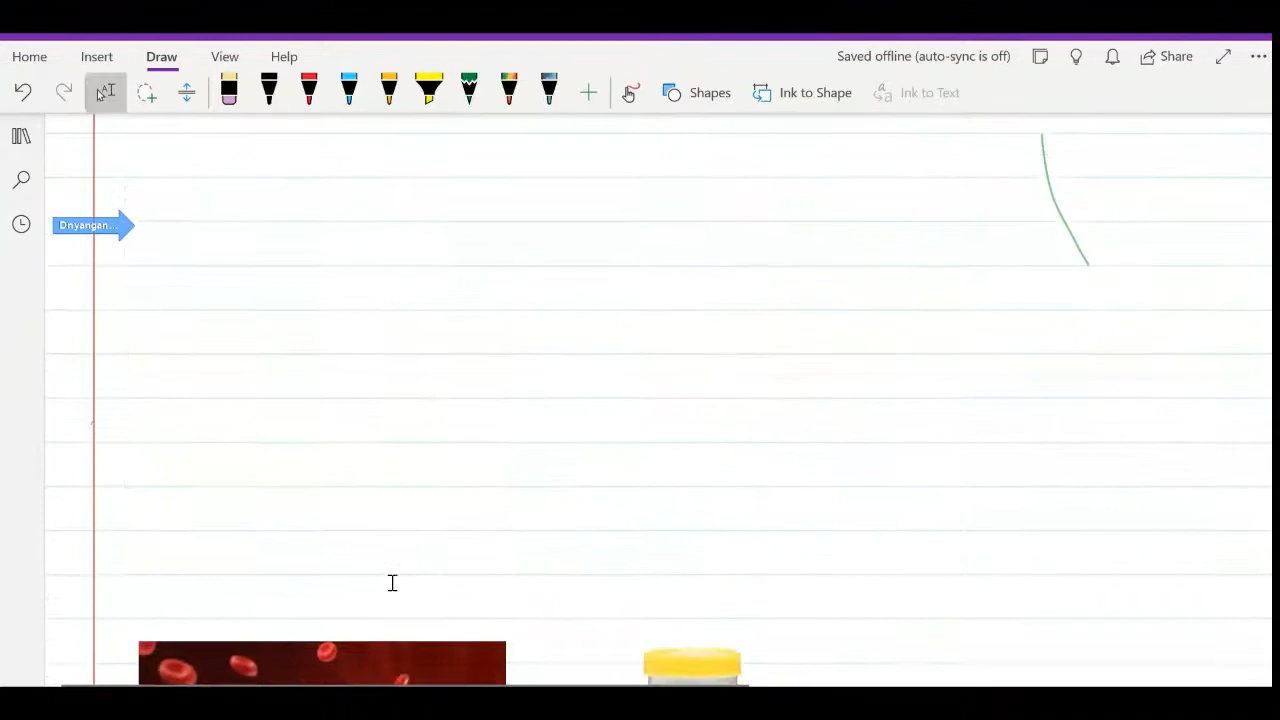 Home Insert Draw View Help Saved offline (auto-sync is off) Share
Shapes Ink to Shape Ink to Text
Dnyangan...